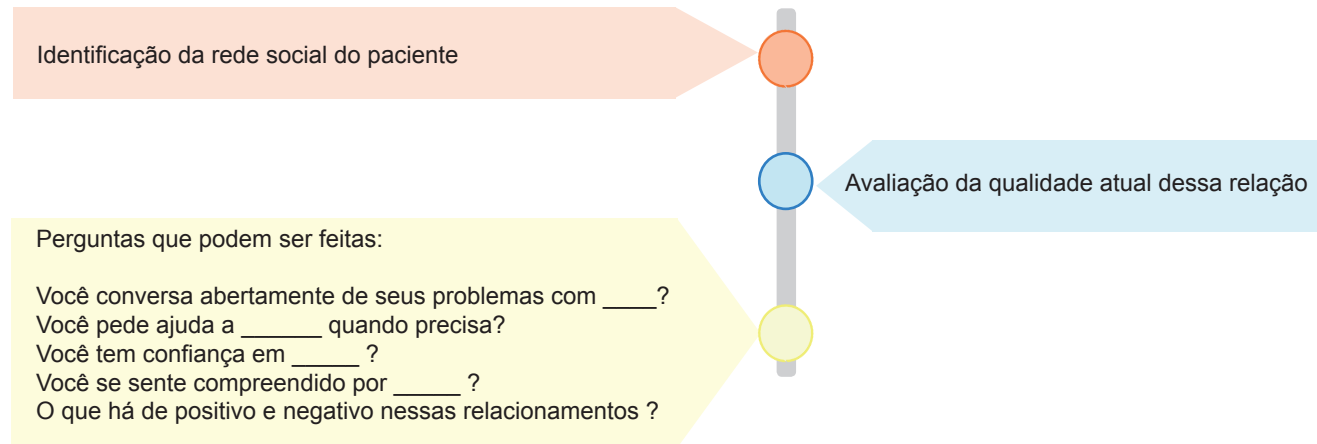 Identificação da rede social do paciente
Avaliação da qualidade atual dessa relação
Perguntas que podem ser feitas:
Você conversa abertamente de seus problemas com ____?
Você pede ajuda a ______ quando precisa?
Você tem confiança em _____ ?
Você se sente compreendido por _____ ?
O que há de positivo e negativo nessas relacionamentos ?